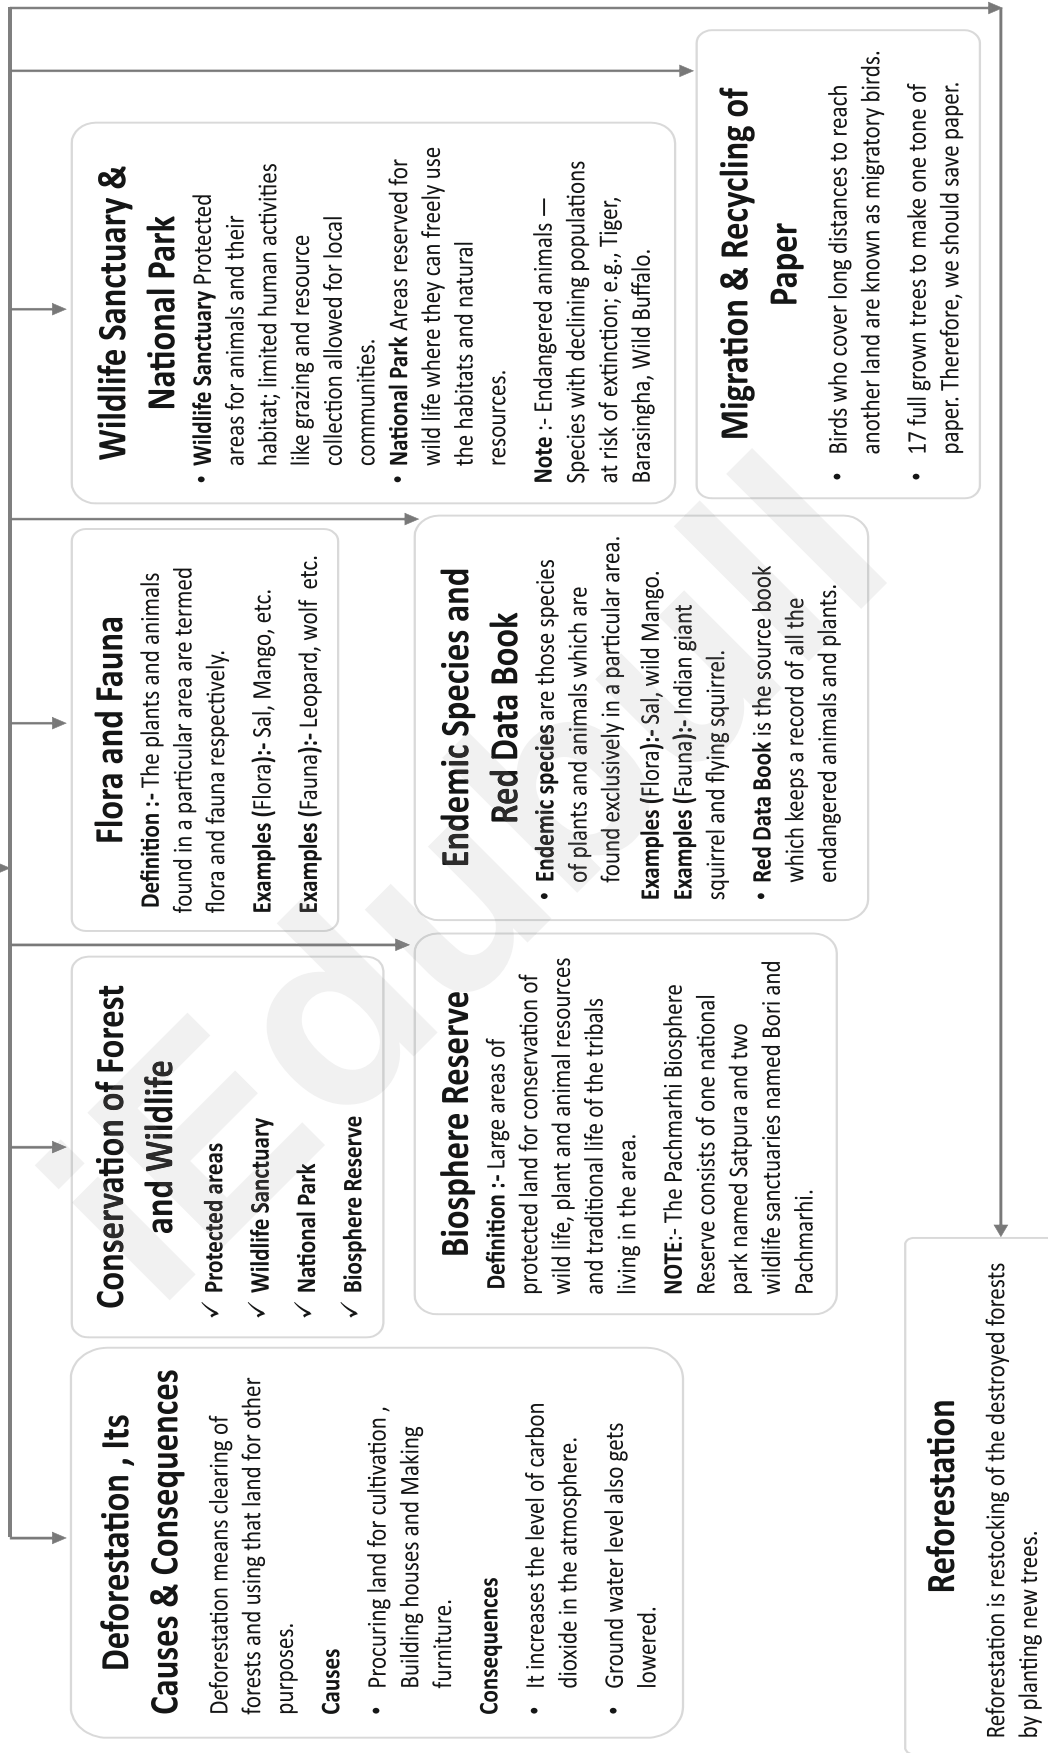 Deforestation , Its
Causes & Consequences
Deforestation means clearing of
forests and using that land for other
purposes.
Causes
• Procuring land for cultivation ,
Building houses and Making
furniture.
Consequences
• It increases the level of carbon
dioxide in the atmosphere.
• Ground water level also gets
lowered.
Conservation of Forest
and Wildlife
✓ Protected areas
✓ Wildlife Sanctuary
✓ National Park
✓ Biosphere Reserve
Flora and Fauna
Definition :- The plants and animals
found in a particular area are termed
flora and fauna respectively.
Examples (Flora):- Sal, Mango, etc.
Examples (Fauna):- Leopard, wolf etc.
Wildlife Sanctuary &
National Park
• Wildlife Sanctuary Protected
areas for animals and their
habitat; limited human activities
like grazing and resource
collection allowed for local
communities.
• National Park Areas reserved for
wild life where they can freely use
the habitats and natural
resources.
Note :- Endangered animals —
Species with declining populations
at risk of extinction; e.g., Tiger,
Barasingha, Wild Buffalo.
Biosphere Reserve
Definition :- Large areas of
protected land for conservation of
wild life, plant and animal resources
and traditional life of the tribals
living in the area.
NOTE:- The Pachmarhi Biosphere
Reserve consists of one national
park named Satpura and two
wildlife sanctuaries named Bori and
Pachmarhi.
Endemic Species and
Red Data Book
• Endemic species are those species
of plants and animals which are
found exclusively in a particular area.
Examples (Flora):- Sal, wild Mango.
Examples (Fauna):- Indian giant
squirrel and flying squirrel.
• Red Data Book is the source book
which keeps a record of all the
endangered animals and plants.
Migration & Recycling of
Paper
• Birds who cover long distances to reach
another land are known as migratory birds.
• 17 full grown trees to make one tone of
paper. Therefore, we should save paper.
Reforestation
Reforestation is restocking of the destroyed forests
by planting new trees.
iEdubull